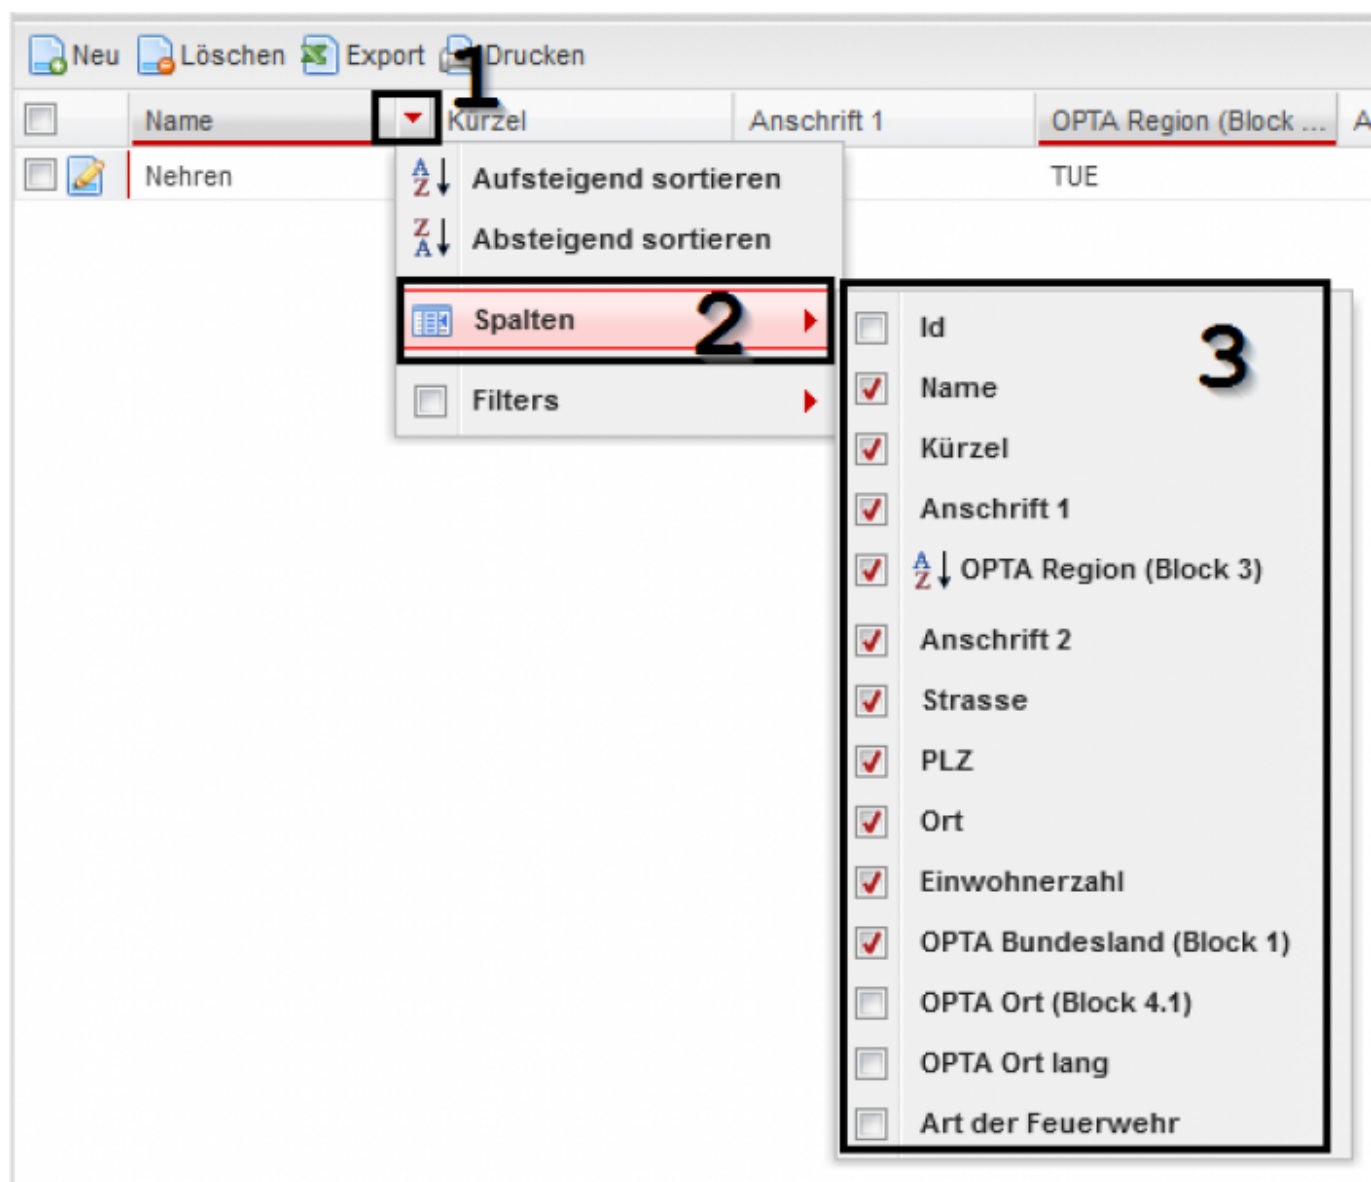 Neu Löschen Export Drucken
1
Name Kürzel Anschrift 1 OPTA Region (Block ... A
Nehren TUE
Aufsteigend sortieren
Absteigend sortieren
Spalten 2
Filters
3
Id
Name
Kürzel
Anschrift 1
OPTA Region (Block 3)
Anschrift 2
Strasse
PLZ
Ort
Einwohnerzahl
OPTA Bundesland (Block 1)
OPTA Ort (Block 4.1)
OPTA Ort lang
Art der Feuerwehr